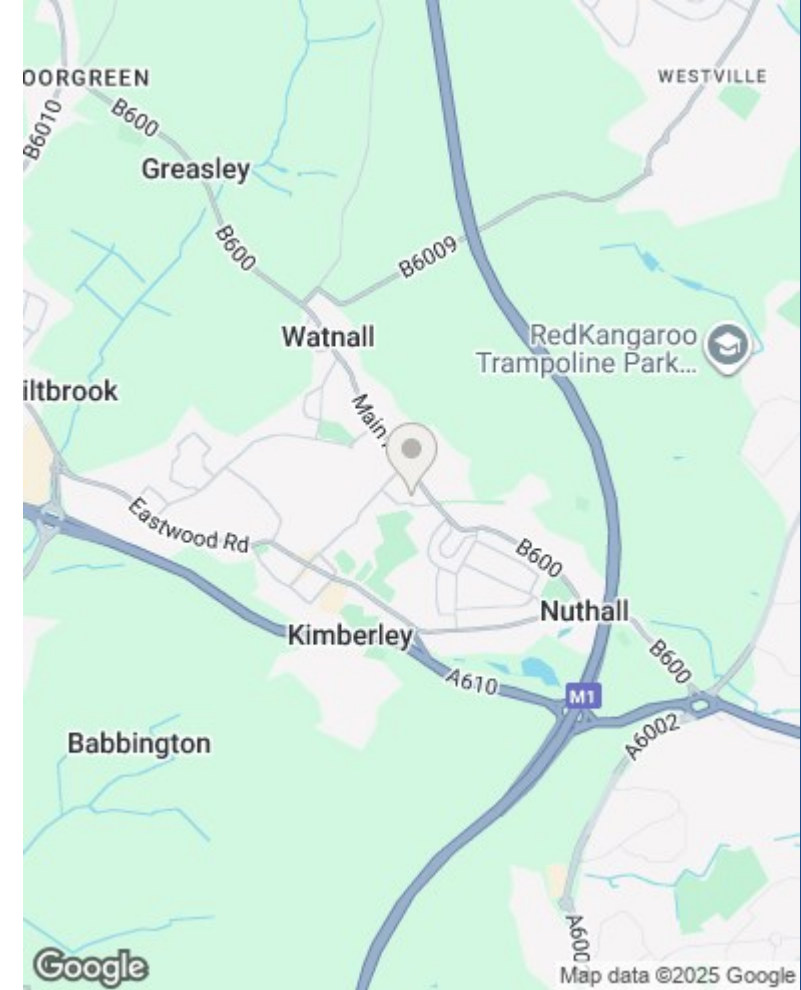 OORGREEN
WESTVILLE
B600
B6010
Greasley
B600
B6009
Watnall
RedKangaroo
Trampoline Park...
iltbrook
Main
Eastwood Rd
B600
Nuthall
Kimberley
B600
A610
M1
A6002
Babbington
A600
Google
Map data ©2025 Google